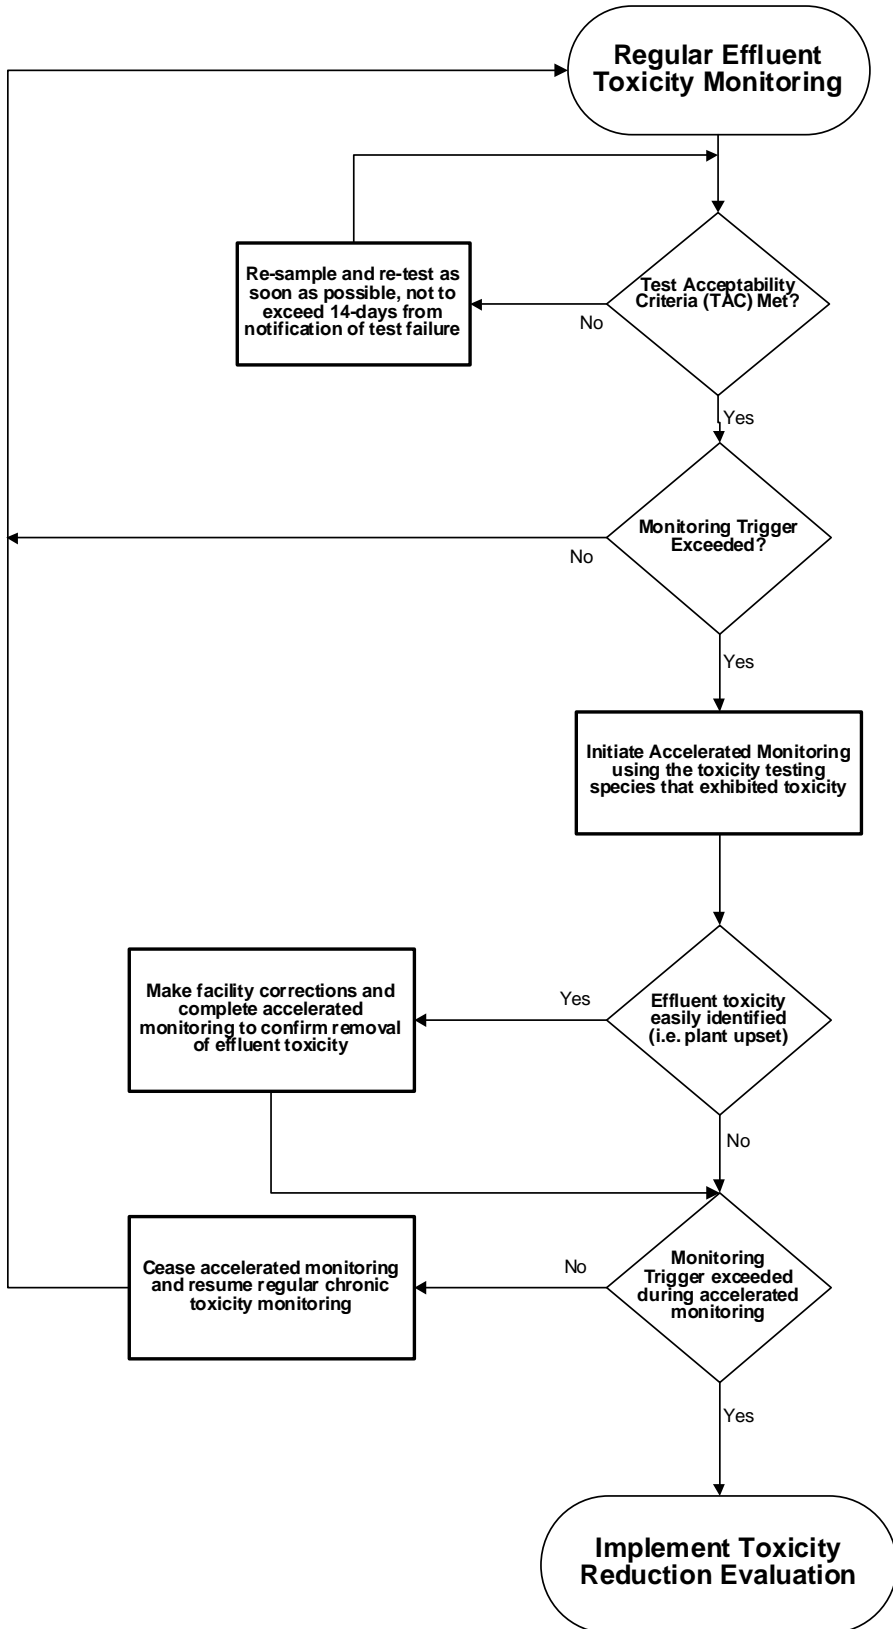 Regular Effluent
Toxicity Monitoring
Re-sample and re-test as
soon as possible, not to
exceed 14-days from
notification of test failure
No
Test Acceptability
Criteria (TAC) Met?
Yes
Monitoring Trigger
Exceeded?
No
Yes
Initiate Accelerated Monitoring
using the toxicity testing
species that exhibited toxicity
Make facility corrections and
complete accelerated
monitoring to confirm removal
of effluent toxicity
Yes
Effluent toxicity
easily identified
(i.e. plant upset)
No
Cease accelerated monitoring
and resume regular chronic
toxicity monitoring
No
Monitoring
Trigger exceeded
during accelerated
monitoring
Yes
Implement Toxicity
Reduction Evaluation